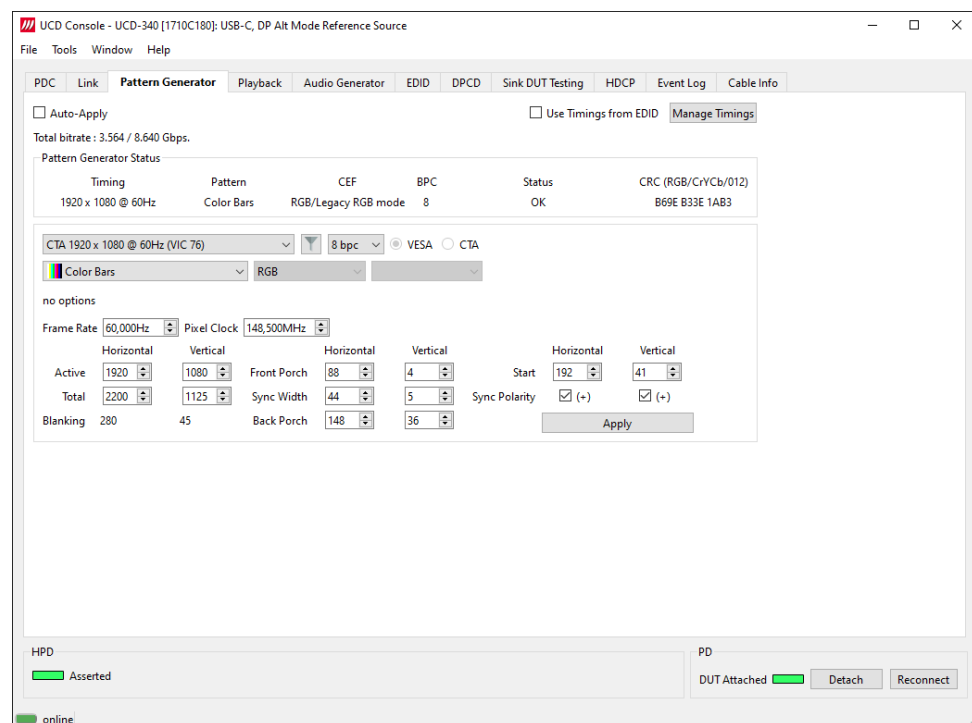 UCD Console - UCD-340 [1710C180]: USB-C, DP Alt Mode Reference Source
File Tools Window Help
PDC Link Pattern Generator Playback Audio Generator EDID DPCD Sink DUT Testing HDCP Event Log Cable Info
Auto-Apply Use Timings from EDID Manage Timings
Total bitrate : 3.564 / 8.640 Gbps.
Pattern Generator Status
Timing Pattern CEF BPC Status CRC (RGB/CrYCb/012)
1920 x 1080 @ 60Hz Color Bars RGB/Legacy RGB mode 8 OK B69E B33E 1AB3
CTA 1920 x 1080 @ 60Hz (VIC 76) 8 bpc VESA CTA
Color Bars RGB
no options
Frame Rate 60,000Hz Pixel Clock 148,500MHz
Horizontal Vertical Horizontal Vertical Horizontal Vertical
Active 1920 1080 Front Porch 88 4 Start 192 41
Total 2200 1125 Sync Width 44 5 Sync Polarity (+) (+)
Blanking 280 45 Back Porch 148 36 Apply
HPD PD
Asserted DUT Attached Detach Reconnect
online